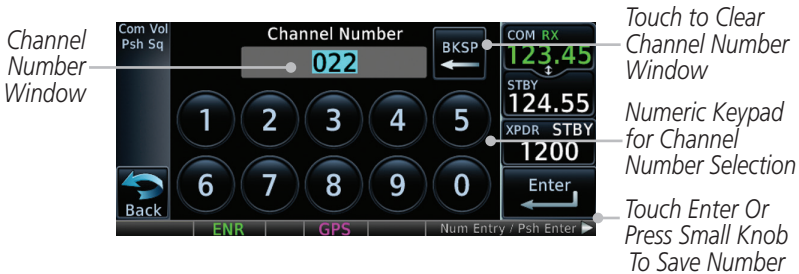 Channel
Number
Window
Com Vol
Psh Sq
Channel Number
022
BKSP
COM RX
123.45
STBY
124.55
XPDR STBY
1200
1 2 3 4 5
6 7 8 9 0
Back
Enter
ENR GPS Num Entry / Psh Enter
Touch to Clear
Channel Number
Window
Numeric Keypad
for Channel
Number Selection
Touch Enter Or
Press Small Knob
To Save Number